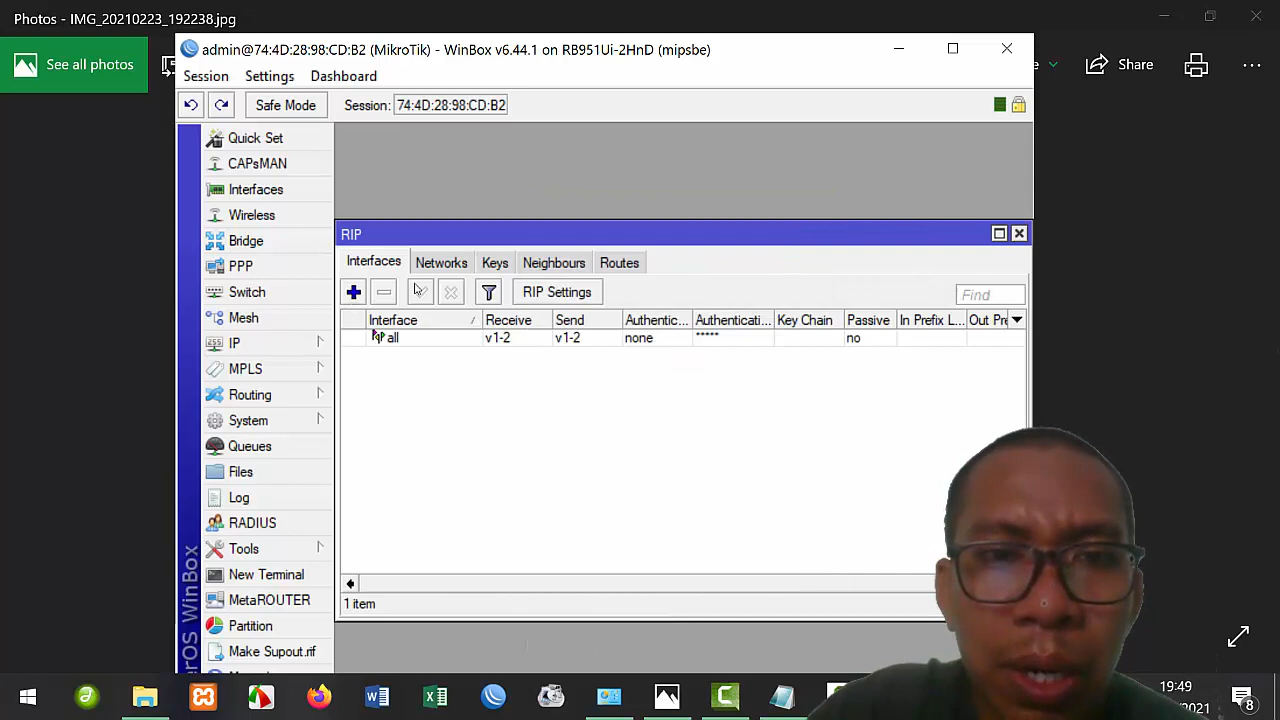 Photos - IMG_20210223_192238.jpg
See all photos
Share
admin@74:4D:28:98:CD:B2 (MikroTik) - WinBox v6.44.1 on RB951Ui-2HnD (mipsbe)
Session Settings Dashboard
Safe Mode Session: 74:4D:28:98:CD:B2
Quick Set
CAPsMAN
Interfaces
Wireless
Bridge
PPP
Switch
Mesh
IP
MPLS
Routing
System
Queues
Files
Log
RADIUS
Tools
New Terminal
MetaROUTER
Partition
Make Supout.rif
WinBox
RIP
Interfaces Networks Keys Neighbours Routes
RIP Settings Find
Interface Receive Send Authentic... Authenticati... Key Chain Passive In Prefix L... Out Pre
all v1-2 v1-2 none ***** no
1 item
19:49
2021
8